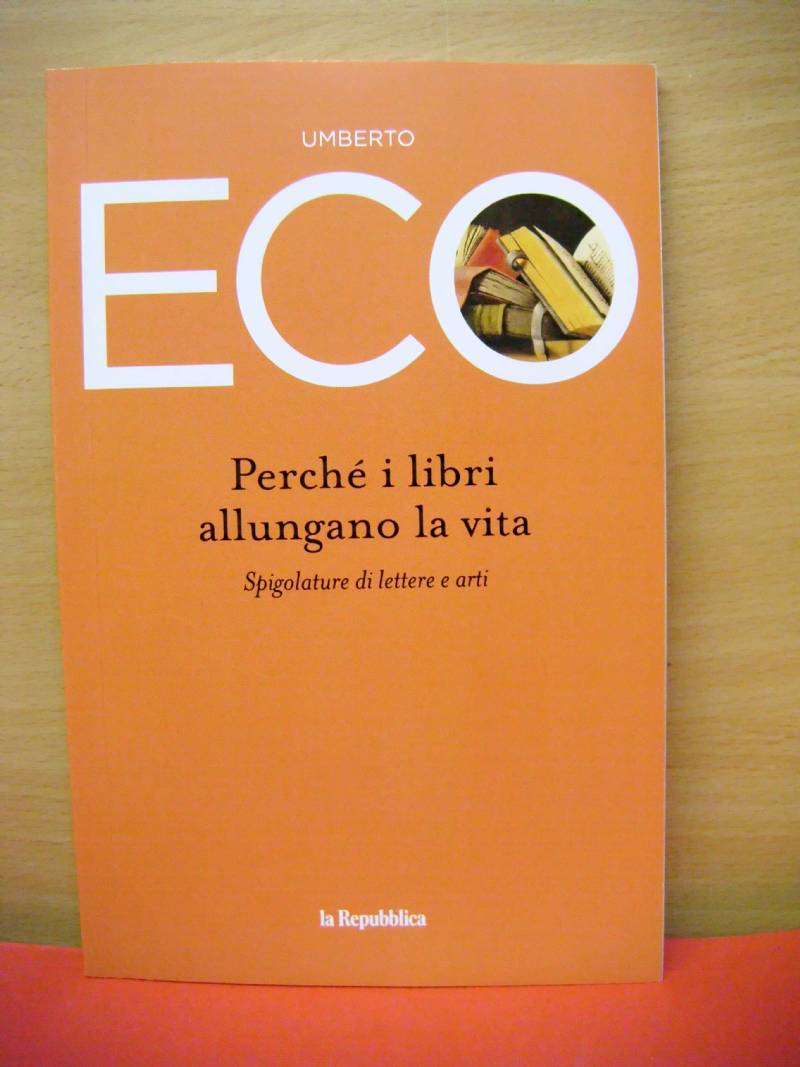 UMBERTO
ECO
Perché i libri
allungano la vita
Spigolature di lettere e arti
la Repubblica